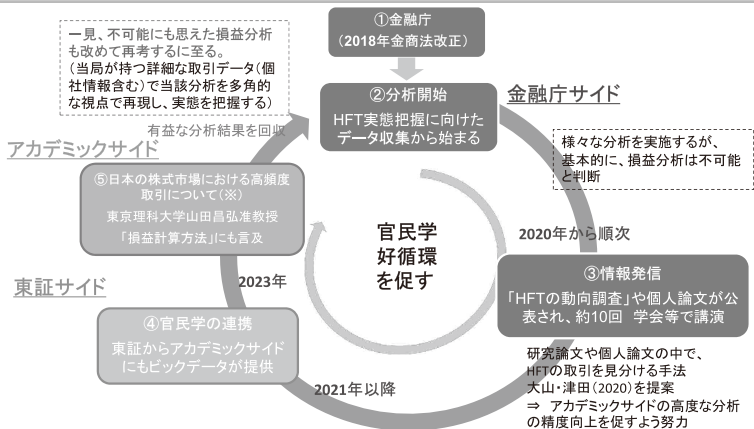 ①金融庁
(2018年金商法改正)
一見、不可能にも思えた損益分析
も改めて再考するに至る。
(当局が持つ詳細な取引データ(個
社情報含む)で当該分析を多角的
な視点で再現し、実態を把握する)
②分析開始
HFT実態把握に向けた
データ収集から始まる
金融庁サイド
有益な分析結果を回収
様々な分析を実施するが、
基本的に、損益分析は不可能
と判断
アカデミックサイド
⑤日本の株式市場における高頻度
取引について(※)
東京理科大学山田昌弘准教授
「損益計算方法」にも言及
官民学
好循環
を促す
2020年から順次
③情報発信
「HFTの動向調査」や個人論文が公
表され、約10回 学会等で講演
2023年
東証サイド
④官民学の連携
東証からアカデミックサイド
にもビックデータが提供
2021年以降
研究論文や個人論文の中で、
HFTの取引を見分ける手法
大山・津田(2020)を提案
⇒ アカデミックサイドの高度な分析
の精度向上を促すよう努力